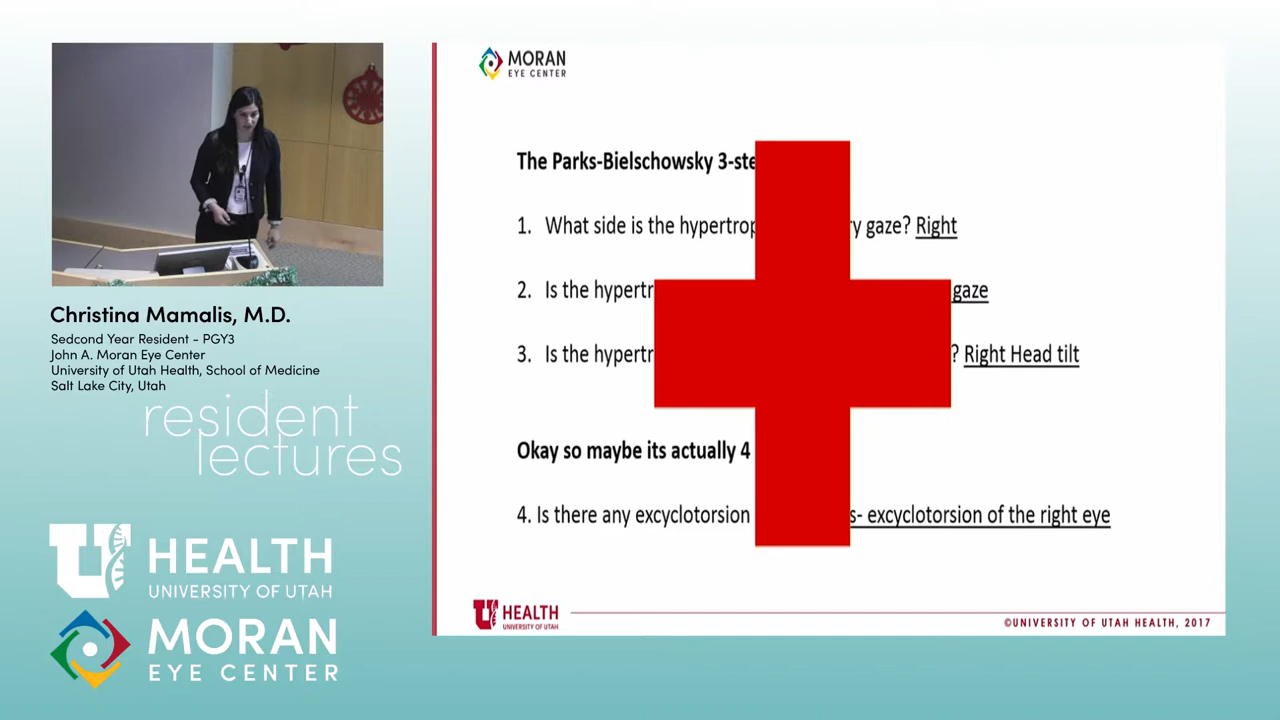 Christina Mamalis, M.D.
Sedcond Year Resident - PGY3
John A. Moran Eye Center
University of Utah Health, School of Medicine
Salt Lake City, Utah
resident
lectures
U HEALTH
UNIVERSITY OF UTAH
MORAN
EYE CENTER
MORAN
EYE CENTER
The Parks-Bielschowsky 3-ste
1. What side is the hypertrop ry gaze? Right
2. Is the hypertr gaze
3. Is the hypertr ? Right Head tilt
Okay so maybe its actually 4
4. Is there any excyclotorsion s- excyclotorsion of the right eye
U HEALTH
UNIVERSITY OF UTAH
©UNIVERSITY OF UTAH HEALTH, 2017